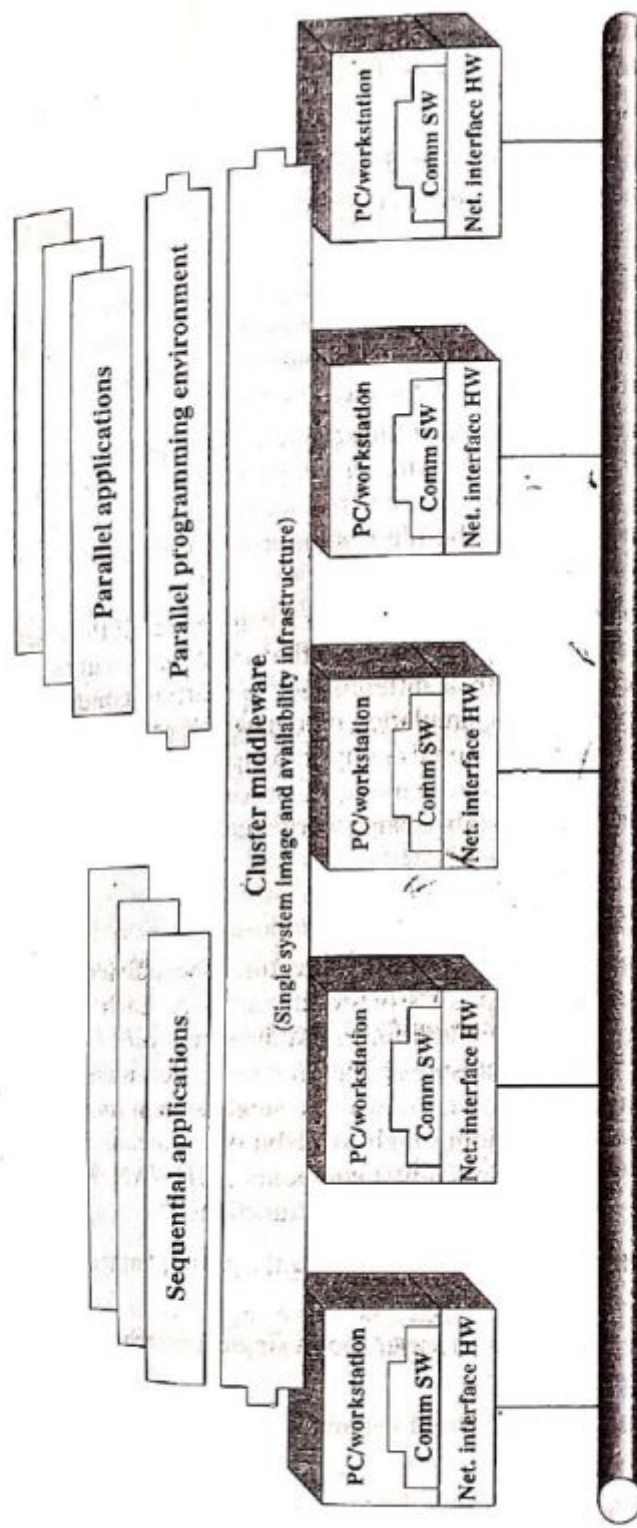 Parallel applications
Sequential applications
Parallel programming environment
Cluster middleware
(Single system image and availability infrastructure)
PC/workstation
Comm SW
Net. interface HW
PC/workstation
Comm SW
Net. interface HW
PC/workstation
Comm SW
Net. interface HW
PC/workstation
Comm SW
Net. interface HW
PC/workstation
Comm SW
Net. interface HW